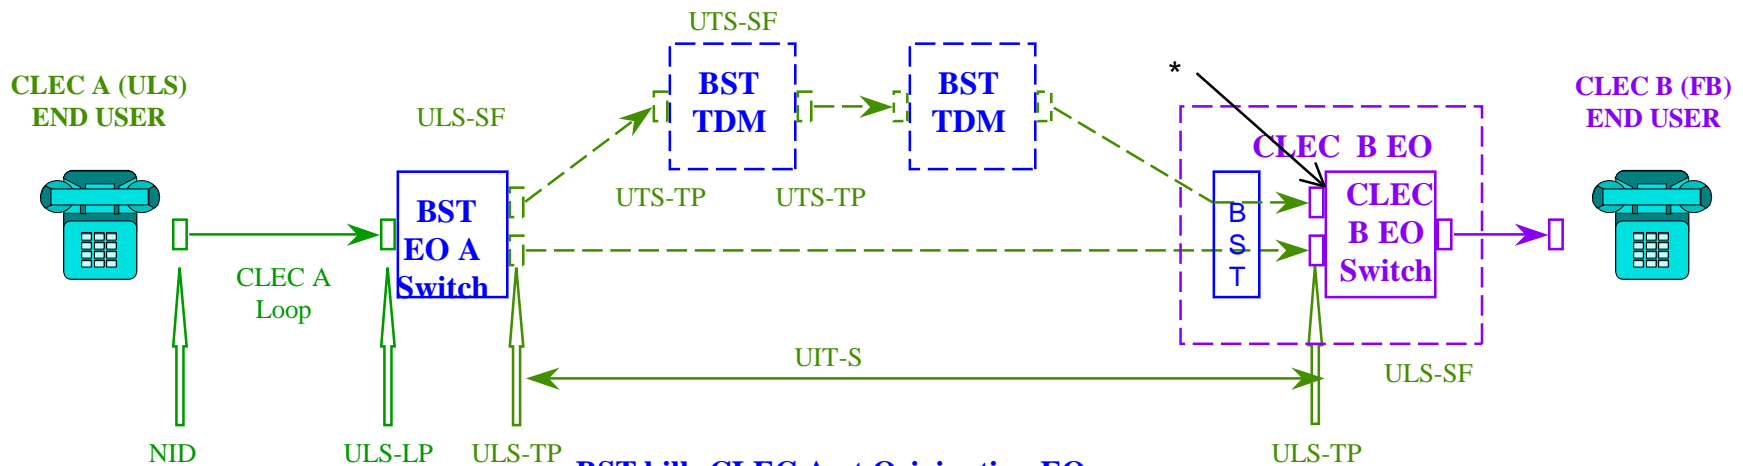 UTS-SF
CLEC A (ULS)
END USER
ULS-SF
BST
TDM
BST
TDM
*
CLEC B (FB)
END USER
UTS-TP
UTS-TP
CLEC B EO
BST
EO A
Switch
B
S
T
CLEC
B EO
Switch
CLEC A
Loop
UIT-S
ULS-SF
NID
ULS-LP
ULS-TP
ULS-TP